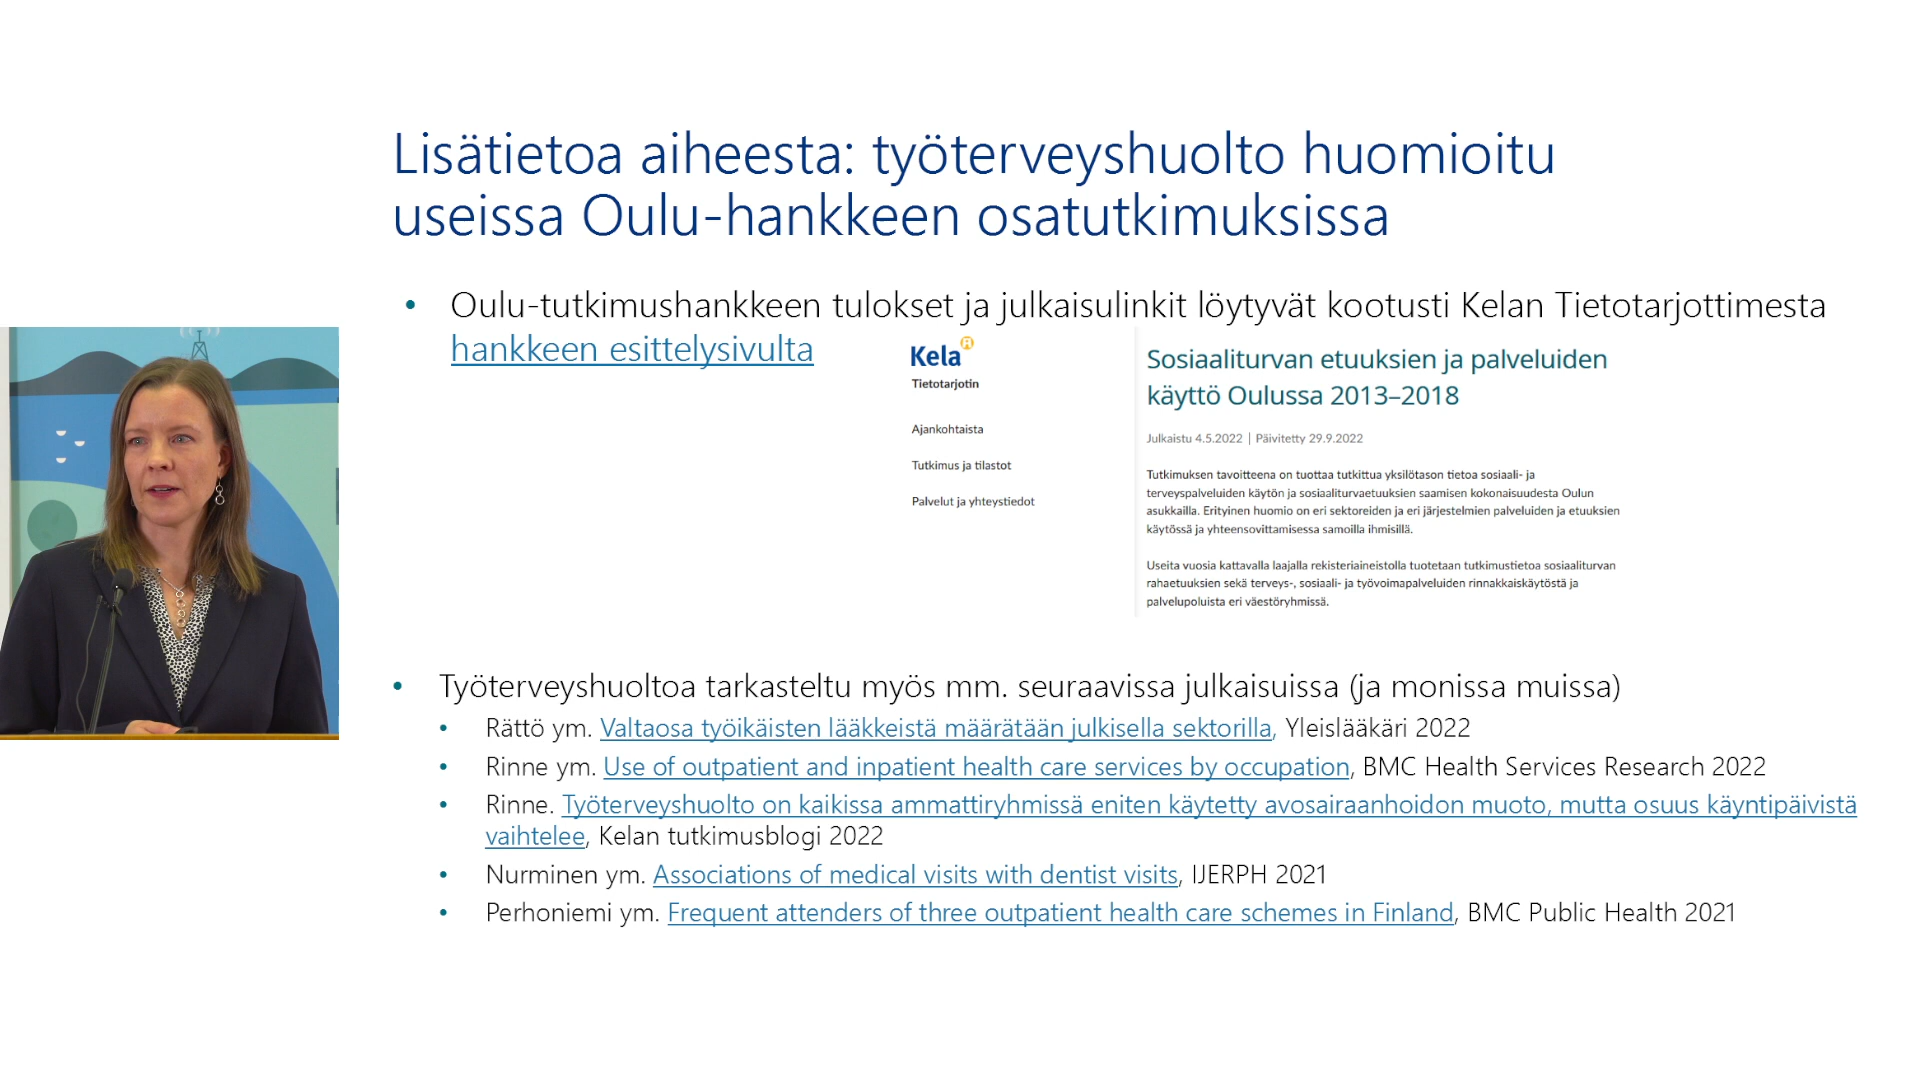 Lisätietoa aiheesta: työterveyshuolto huomioitu
useissa Oulu-hankkeen osatutkimuksissa
• Oulu-tutkimushankkeen tulokset ja julkaisulinkit löytyvät kootusti Kelan Tietotarjottimesta
hankkeen esittelysivulta
Kela
Tietotarjotin
Ajankohtaista
Tutkimus ja tilastot
Palvelut ja yhteystiedot
Sosiaaliturvan etuuksien ja palveluiden
käyttö Oulussa 2013–2018
Julkaistu 4.5.2022 | Päivitetty 29.9.2022
Tutkimuksen tavoitteena on tuottaa tutkittua yksilötason tietoa sosiaali- ja
terveyspalveluiden käytön ja sosiaaliturvaetuuksien saamisen kokonaisuudesta Oulun
asukkailla. Erityinen huomio on eri sektoreiden ja eri järjestelmien palveluiden ja etuuksien
käytössä ja yhteensovittamisessa samoilla ihmisillä.
Useita vuosia kattavalla laajalla rekisteriaineistolla tuotetaan tutkimustietoa sosiaaliturvan
rahaetuuksien sekä terveys-, sosiaali- ja työvoimapalveluiden rinnakkaiskäytöstä ja
palvelupoluista eri väestöryhmissä.
• Työterveyshuoltoa tarkasteltu myös mm. seuraavissa julkaisuissa (ja monissa muissa)
• Rättö ym. Valtaosa työikäisten lääkkeistä määrätään julkisella sektorilla, Yleislääkäri 2022
• Rinne ym. Use of outpatient and inpatient health care services by occupation, BMC Health Services Research 2022
• Rinne. Työterveyshuolto on kaikissa ammattiryhmissä eniten käytetty avosairaanhoidon muoto, mutta osuus käyntipäivistä
vaihtelee, Kelan tutkimusblogi 2022
• Nurminen ym. Associations of medical visits with dentist visits, IJERPH 2021
• Perhoniemi ym. Frequent attenders of three outpatient health care schemes in Finland, BMC Public Health 2021